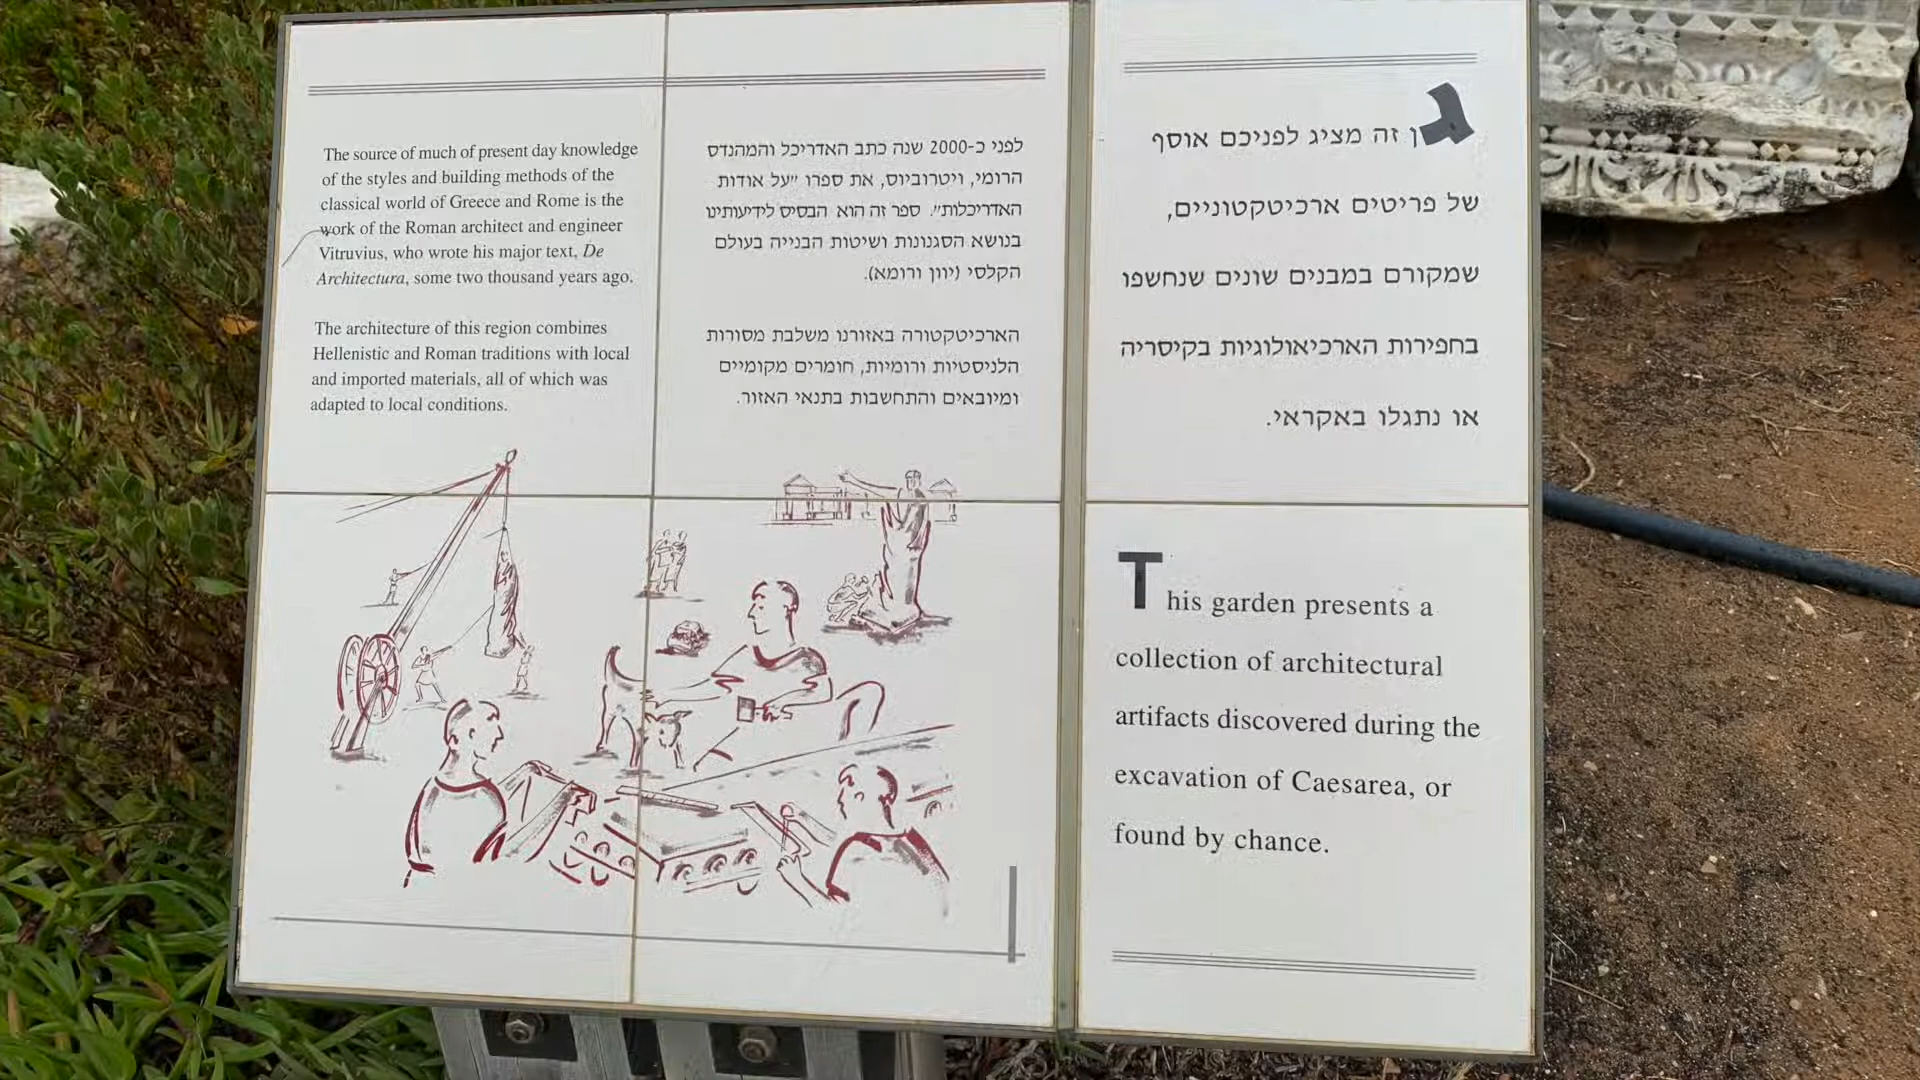 The source of much of present day knowledge
of the styles and building methods of the
classical world of Greece and Rome is the
work of the Roman architect and engineer
Vitruvius, who wrote his major text, De
Architectura, some two thousand years ago.
The architecture of this region combines
Hellenistic and Roman traditions with local
and imported materials, all of which was
adapted to local conditions.
לפני כ-2000 שנה כתב האדריכל והמהנדס
הרומי, ויטרוביוס, את ספרו "על אודות
האדריכלות". ספר זה הוא הבסיס לידיעותינו
בנושא הסגנונות ושיטות הבנייה בעולם
הקלסי (יוון ורומא).
הארכיטקטורה באזורנו משלבת מסורות
הלניסטיות ורומיות, חומרים מקומיים
ומיובאים והתחשבות בתנאי האזור.
גן זה מציג לפניכם אוסף
של פריטים ארכיטקטוניים,
שמקורם במבנים שונים שנחשפו
בחפירות הארכיאולוגיות בקיסריה
או נתגלו באקראי.
This garden presents a
collection of architectural
artifacts discovered during the
excavation of Caesarea, or
found by chance.